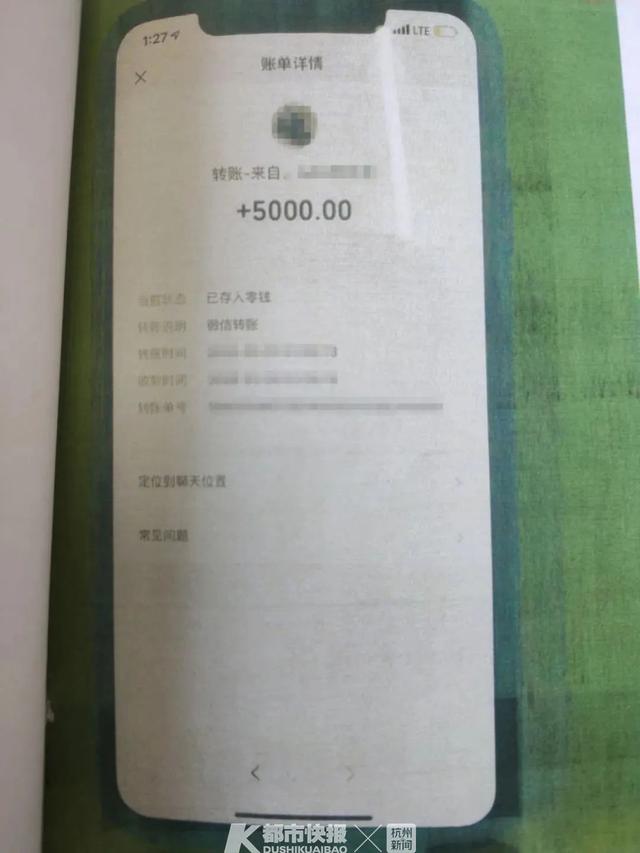 1:27
LTE
账单详情
转账-来自
+5000.00
当前状态 已存入零钱
转账说明 微信转账
转账时间
收款时间
转账单号
定位到聊天位置
常见问题
都市快报
DUSHIKUAIBAO
杭州
新闻